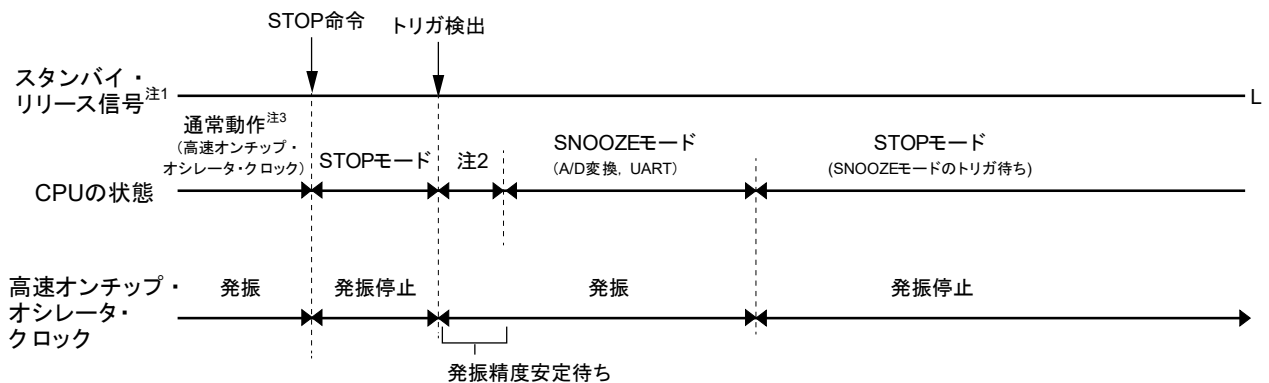 STOP命令
トリガ検出
スタンバイ・
リリース信号注1
L
通常動作注3
(高速オンチップ・
オシレータ・クロック)
STOPモード
注2
SNOOZEモード
(A/D変換, UART)
STOPモード
(SNOOZEモードのトリガ待ち)
CPUの状態
高速オンチップ・
オシレータ・
クロック
発振
発振停止
発振
発振停止
発振精度安定待ち